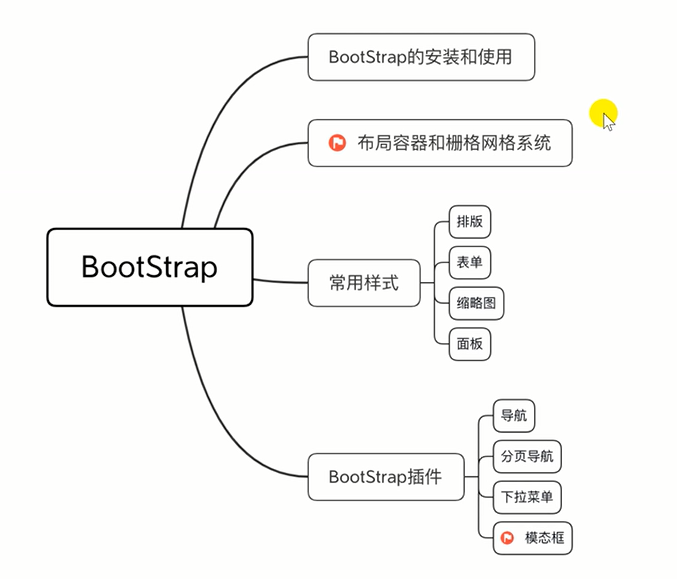 BootStrap的安装和使用
布局容器和栅格网格系统
排版
表单
BootStrap
常用样式
缩略图
面板
导航
分页导航
BootStrap插件
下拉菜单
模态框